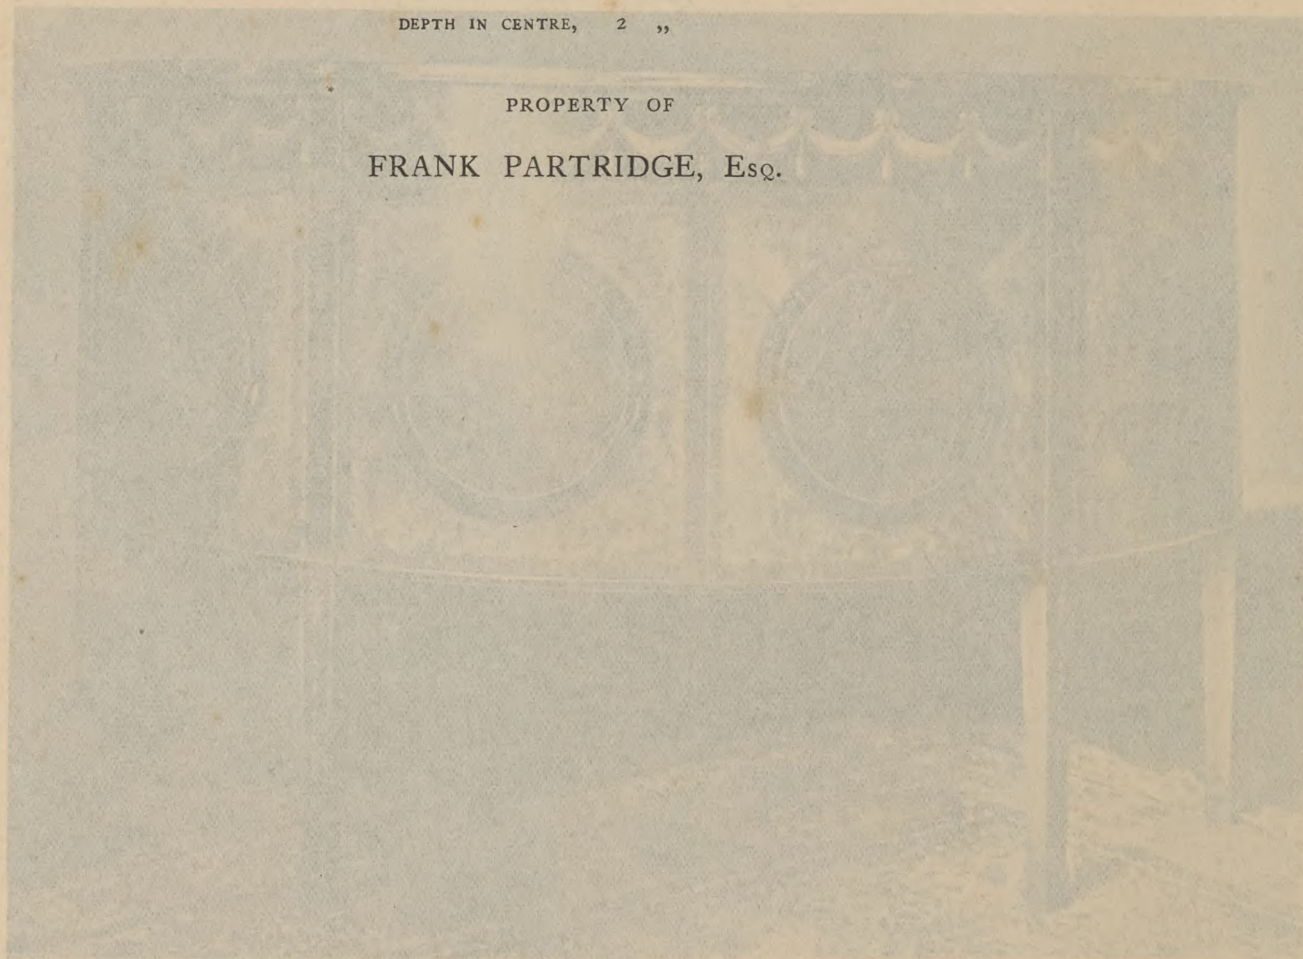 DEPTH IN CENTRE, 2 „
PROPERTY OF
FRANK PARTRIDGE, Esq.